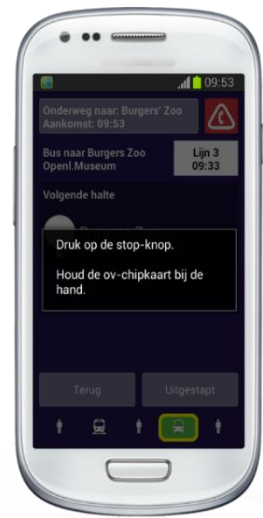 09:53
Onderweg naar: Burgers' Zoo
Aankomst: 09:53
Bus naar Burgers Zoo
Openl.Museum
Lijn 3
09:33
Volgende halte
Druk op de stop-knop.
Houd de ov-chipkaart bij de
hand.
Terug
Uitgestapt